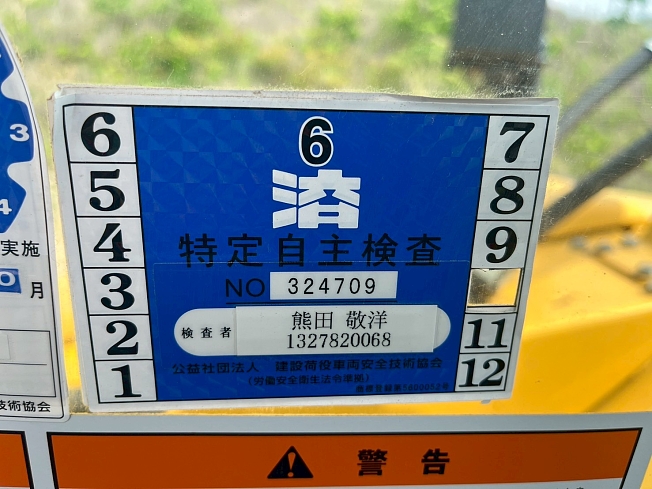 6
済
特定自主検査
NO 324709
検査者
熊田 敬洋
1327820068
公益社団法人 建設荷役車両安全技術協会
(労働安全衛生法令準拠)
6
5
4
3
2
1
7
8
9
11
12
3
4
実施
0月
技術協会
警告